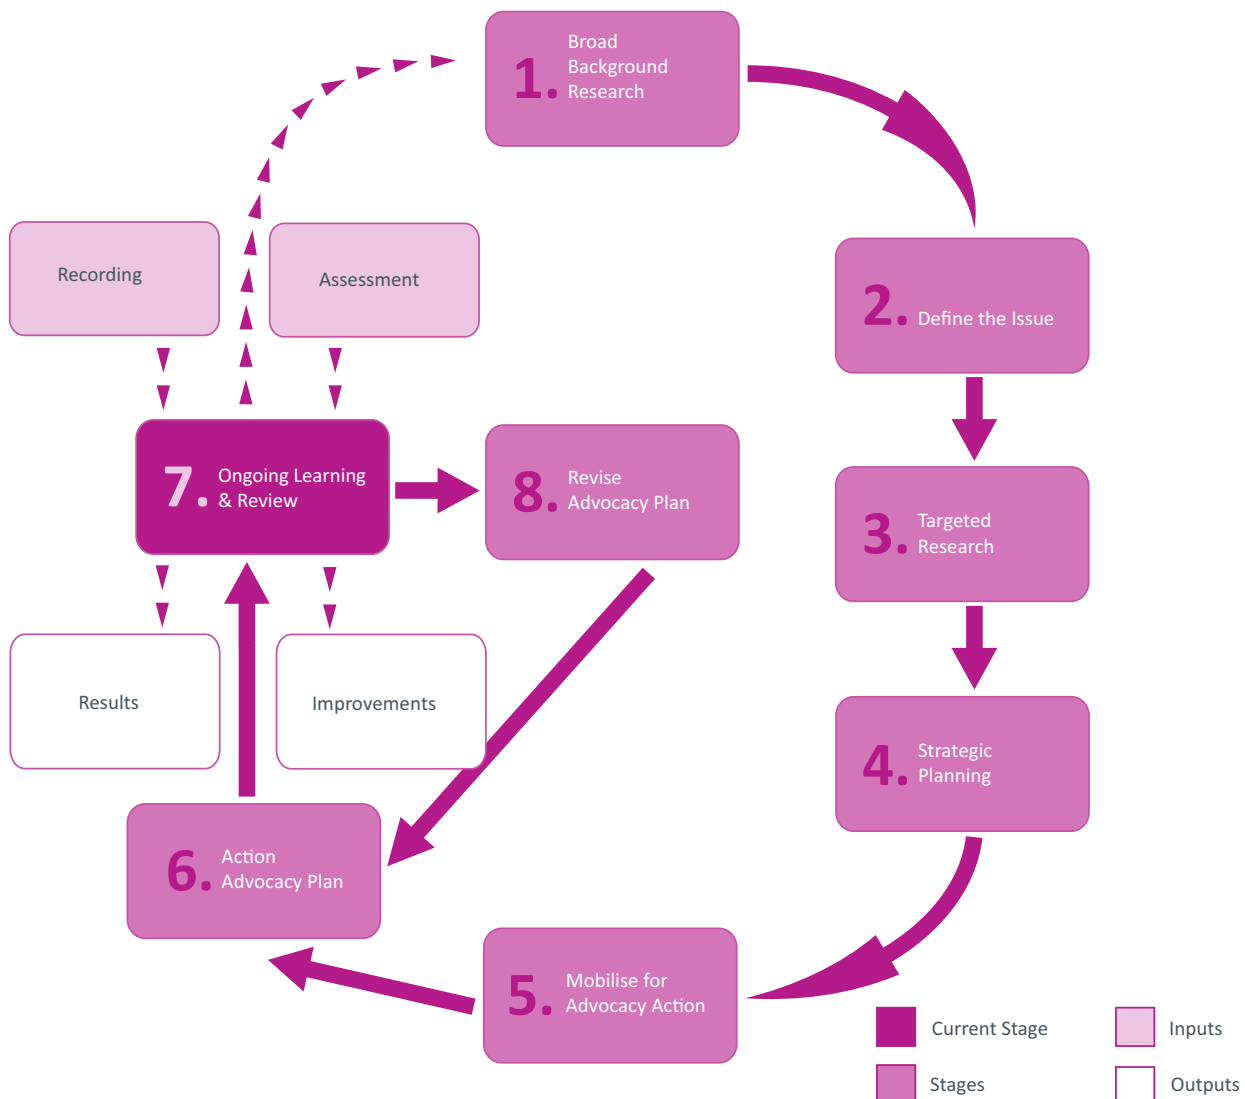 1.
Broad
Background
Research
2.
Define the Issue
3.
Targeted
Research
4.
Strategic
Planning
5.
Mobilise for
Advocacy Action
6.
Action
Advocacy Plan
7.
Ongoing Learning
& Review
8.
Revise
Advocacy Plan
Recording
Assessment
Results
Improvements
Current Stage
Inputs
Stages
Outputs